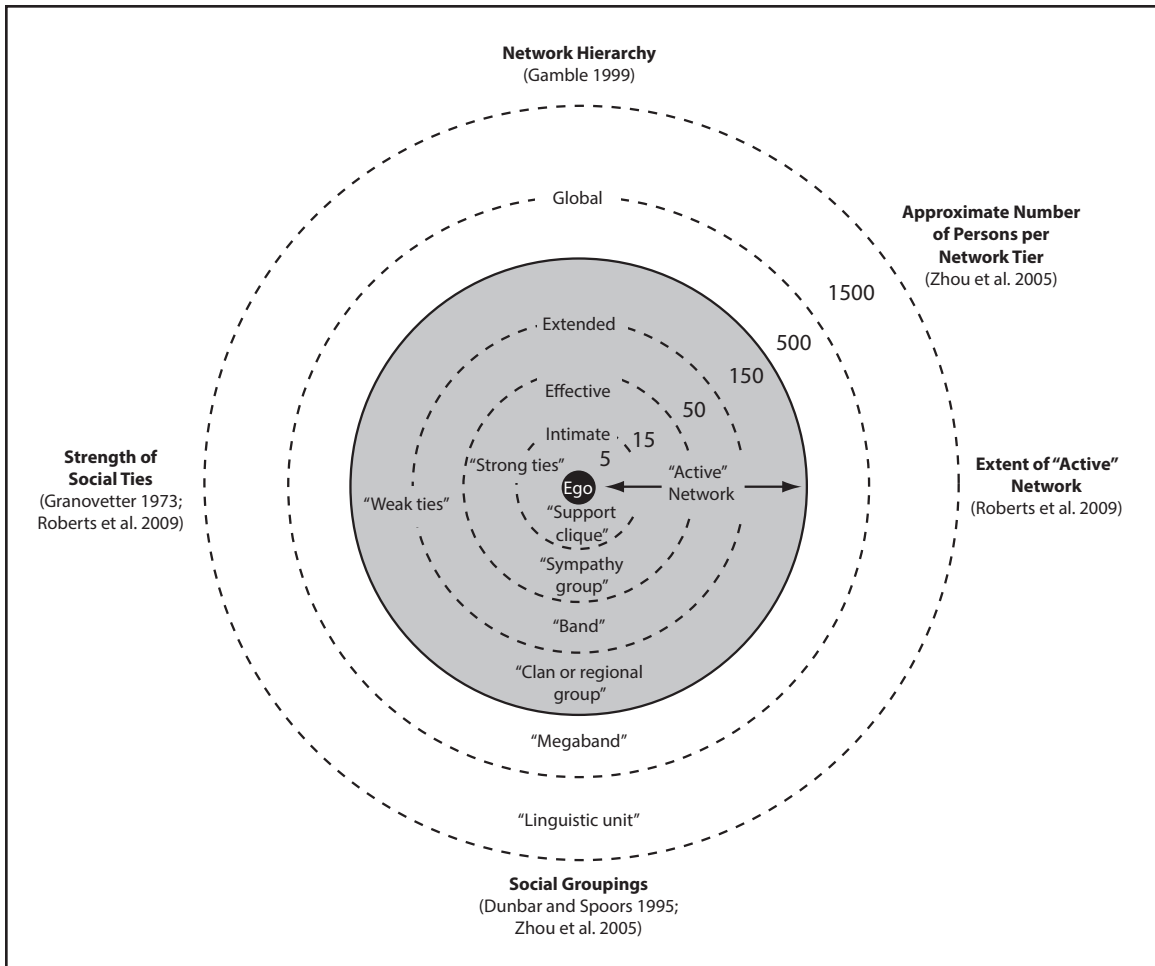 Network Hierarchy
(Gamble 1999)
Global
Approximate Number
of Persons per
Network Tier
(Zhou et al. 2005)
1500
500
150
50
15
5
Extended
Effective
Intimate
Strength of
Social Ties
(Granovetter 1973;
Roberts et al. 2009)
“Weak ties”
“Strong ties”
Ego
“Active”
Network
Extent of “Active”
Network
(Roberts et al. 2009)
“Support
clique”
“Sympathy
group”
“Band”
“Clan or regional
group”
“Megaband”
“Linguistic unit”
Social Groupings
(Dunbar and Spoors 1995;
Zhou et al. 2005)